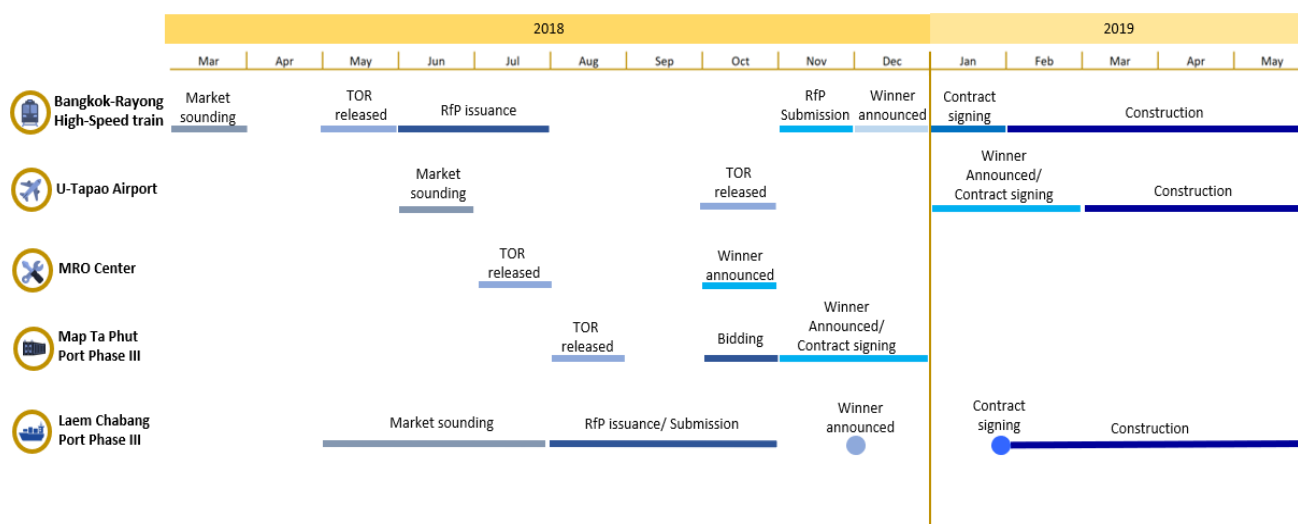 2018
2019
Mar Apr May Jun Jul Aug Sep Oct Nov Dec Jan Feb Mar Apr May
Bangkok-Rayong
High-Speed train
Market
sounding
TOR
released
RfP issuance
RfP
Submission
Winner
announced
Contract
signing
Construction
U-Tapao Airport
Market
sounding
TOR
released
Winner
Announced/
Contract signing
Construction
MRO Center
TOR
released
Winner
announced
Map Ta Phut
Port Phase III
TOR
released
Bidding
Winner
Announced/
Contract signing
Laem Chabang
Port Phase III
Market sounding
RfP issuance/ Submission
Winner
announced
Contract
signing
Construction